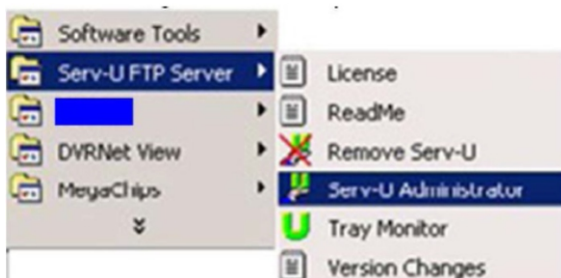 Software Tools
Serv-U FTP Server
DVRNet View
MegaChips
License
ReadMe
Remove Serv-U
Serv-U Administrator
Tray Monitor
Version Changes